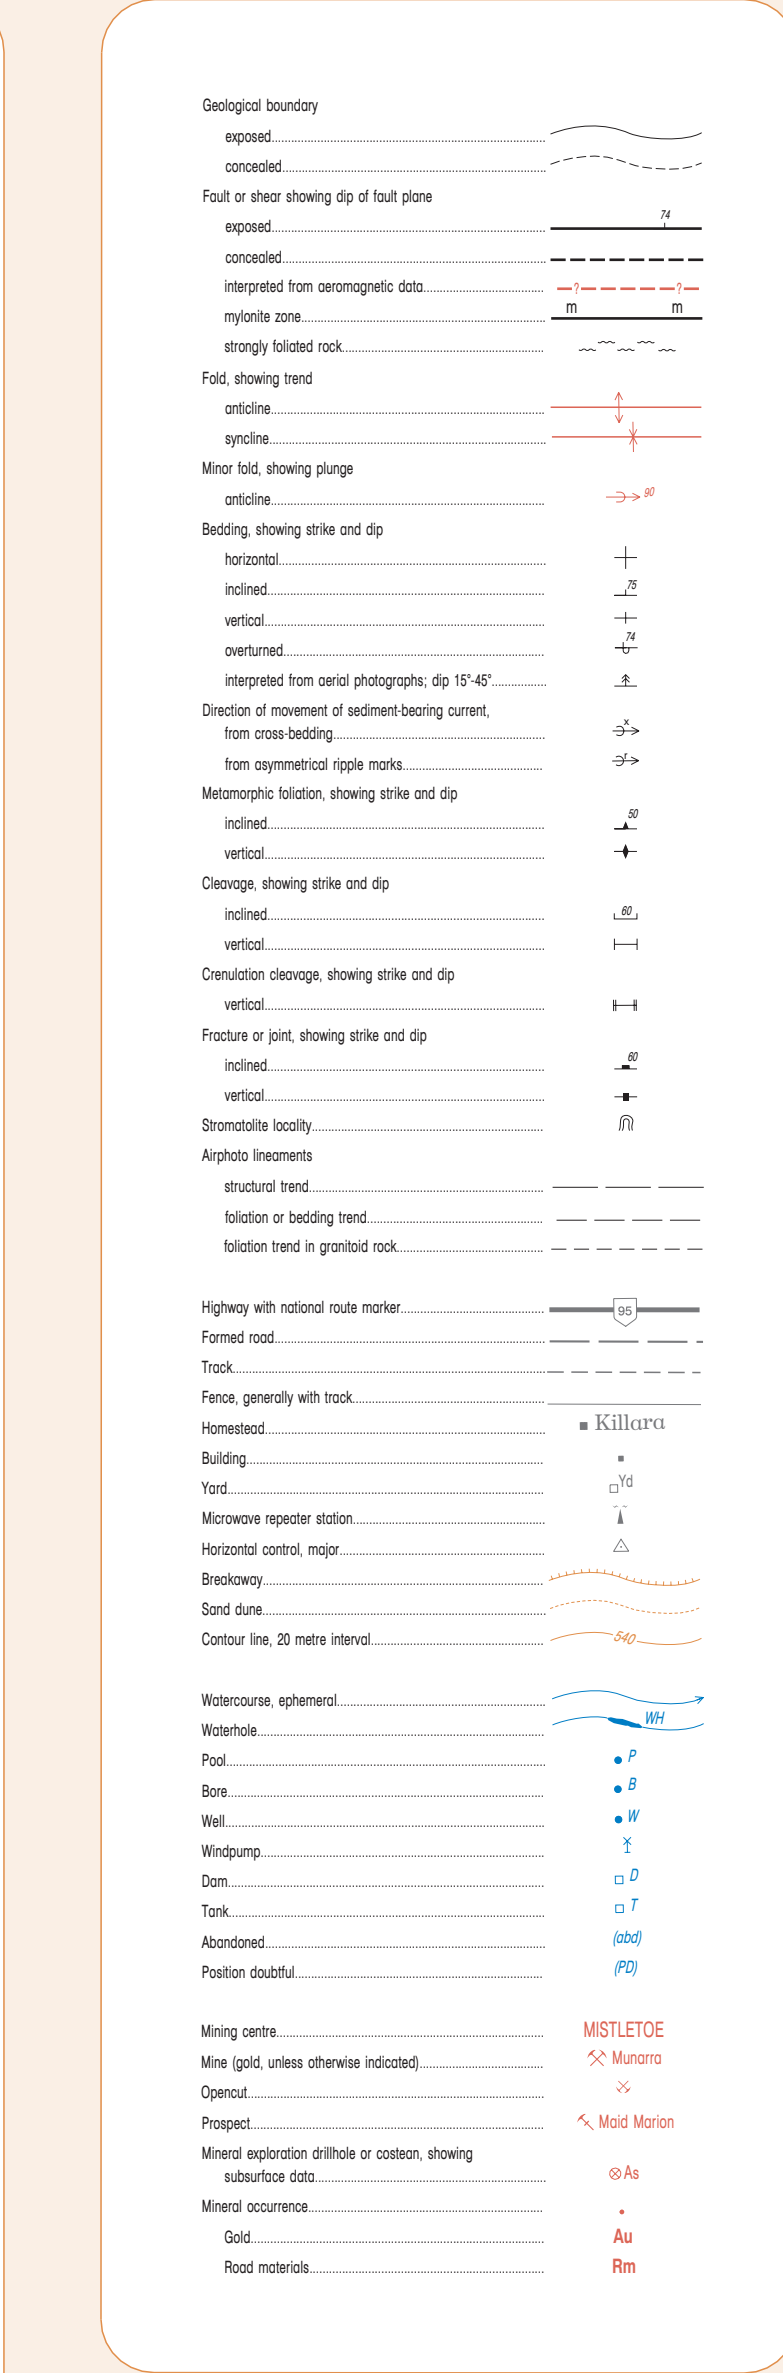 Geological boundary
exposed
concealed
Fault or shear showing dip of fault plane
exposed 74
concealed
interpreted from aeromagnetic data ? ?
mylonite zone m m
strongly foliated rock
Fold, showing trend
anticline
syncline
Minor fold, showing plunge
anticline 90
Bedding, showing strike and dip
horizontal
inclined 75
vertical
overturned 74
interpreted from aerial photographs; dip 15°-45°
Direction of movement of sediment-bearing current,
from cross-bedding x
from asymmetrical ripple marks r
Metamorphic foliation, showing strike and dip
inclined 50
vertical
Cleavage, showing strike and dip
inclined 60
vertical
Crenulation cleavage, showing strike and dip
vertical
Fracture or joint, showing strike and dip
inclined 60
vertical
Stromatolite locality
Airphoto lineaments
structural trend
foliation or bedding trend
foliation trend in granitoid rock
Highway with national route marker 95
Formed road
Track
Fence, generally with track
Homestead Killara
Building
Yard Yd
Microwave repeater station
Horizontal control, major
Breakaway
Sand dune
Contour line, 20 metre interval 540
Watercourse, ephemeral
Waterhole WH
Pool P
Bore B
Well W
Windpump
Dam D
Tank T
Abandoned (abd)
Position doubtful (PD)
Mining centre MISTLETOE
Mine (gold, unless otherwise indicated) Munarra
Opencut
Prospect Maid Marion
Mineral exploration drillhole or costean, showing
subsurface data As
Mineral occurrence
Gold Au
Road materials Rm